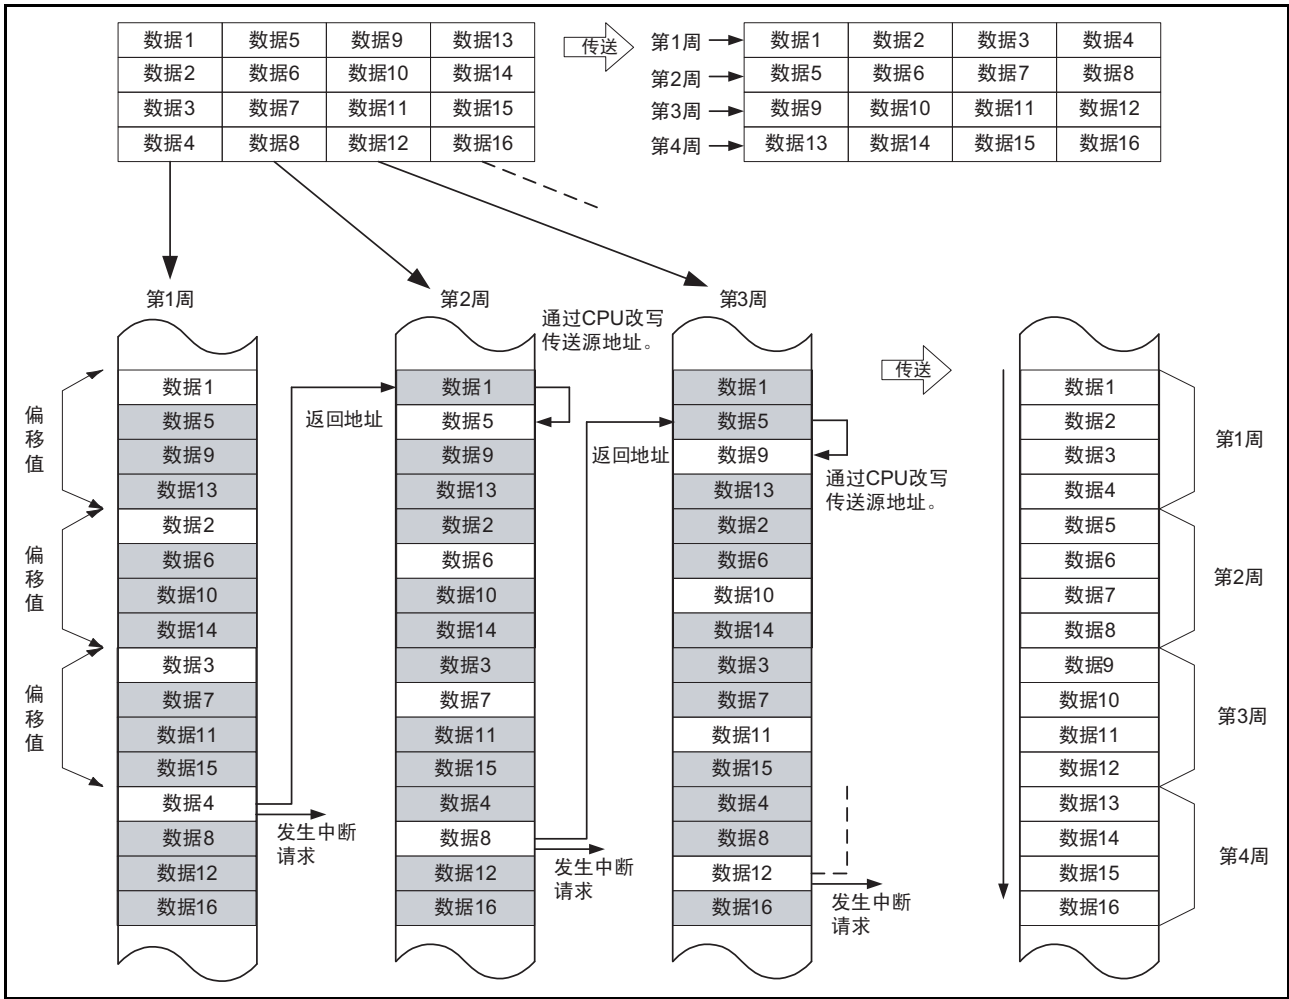 数据1 数据5 数据9 数据13
数据2 数据6 数据10 数据14
数据3 数据7 数据11 数据15
数据4 数据8 数据12 数据16
传送
第1周 数据1 数据2 数据3 数据4
第2周 数据5 数据6 数据7 数据8
第3周 数据9 数据10 数据11 数据12
第4周 数据13 数据14 数据15 数据16
第1周
偏移值
偏移值
偏移值
数据1
数据5
数据9
数据13
数据2
数据6
数据10
数据14
数据3
数据7
数据11
数据15
数据4
数据8
数据12
数据16
返回地址
发生中断
请求
第2周
通过CPU改写
传送源地址。
数据1
数据5
数据9
数据13
数据2
数据6
数据10
数据14
数据3
数据7
数据11
数据15
数据4
数据8
数据12
数据16
返回地址
发生中断
请求
第3周
数据1
数据5
数据9
数据13
数据2
数据6
数据10
数据14
数据3
数据7
数据11
数据15
数据4
数据8
数据12
数据16
通过CPU改写
传送源地址。
发生中断
请求
传送
数据1
数据2
数据3
数据4
数据5
数据6
数据7
数据8
数据9
数据10
数据11
数据12
数据13
数据14
数据15
数据16
第1周
第2周
第3周
第4周